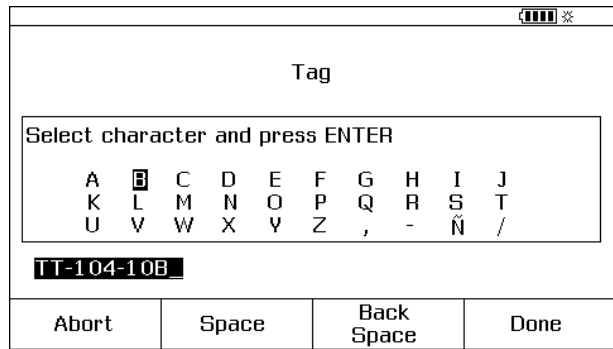 Tag
Select character and press ENTER
A B C D E F G H I J
K L M N O P Q R S T
U V W X Y Z , - Ñ /
TT-104-10B_
Abort Space Back Space Done